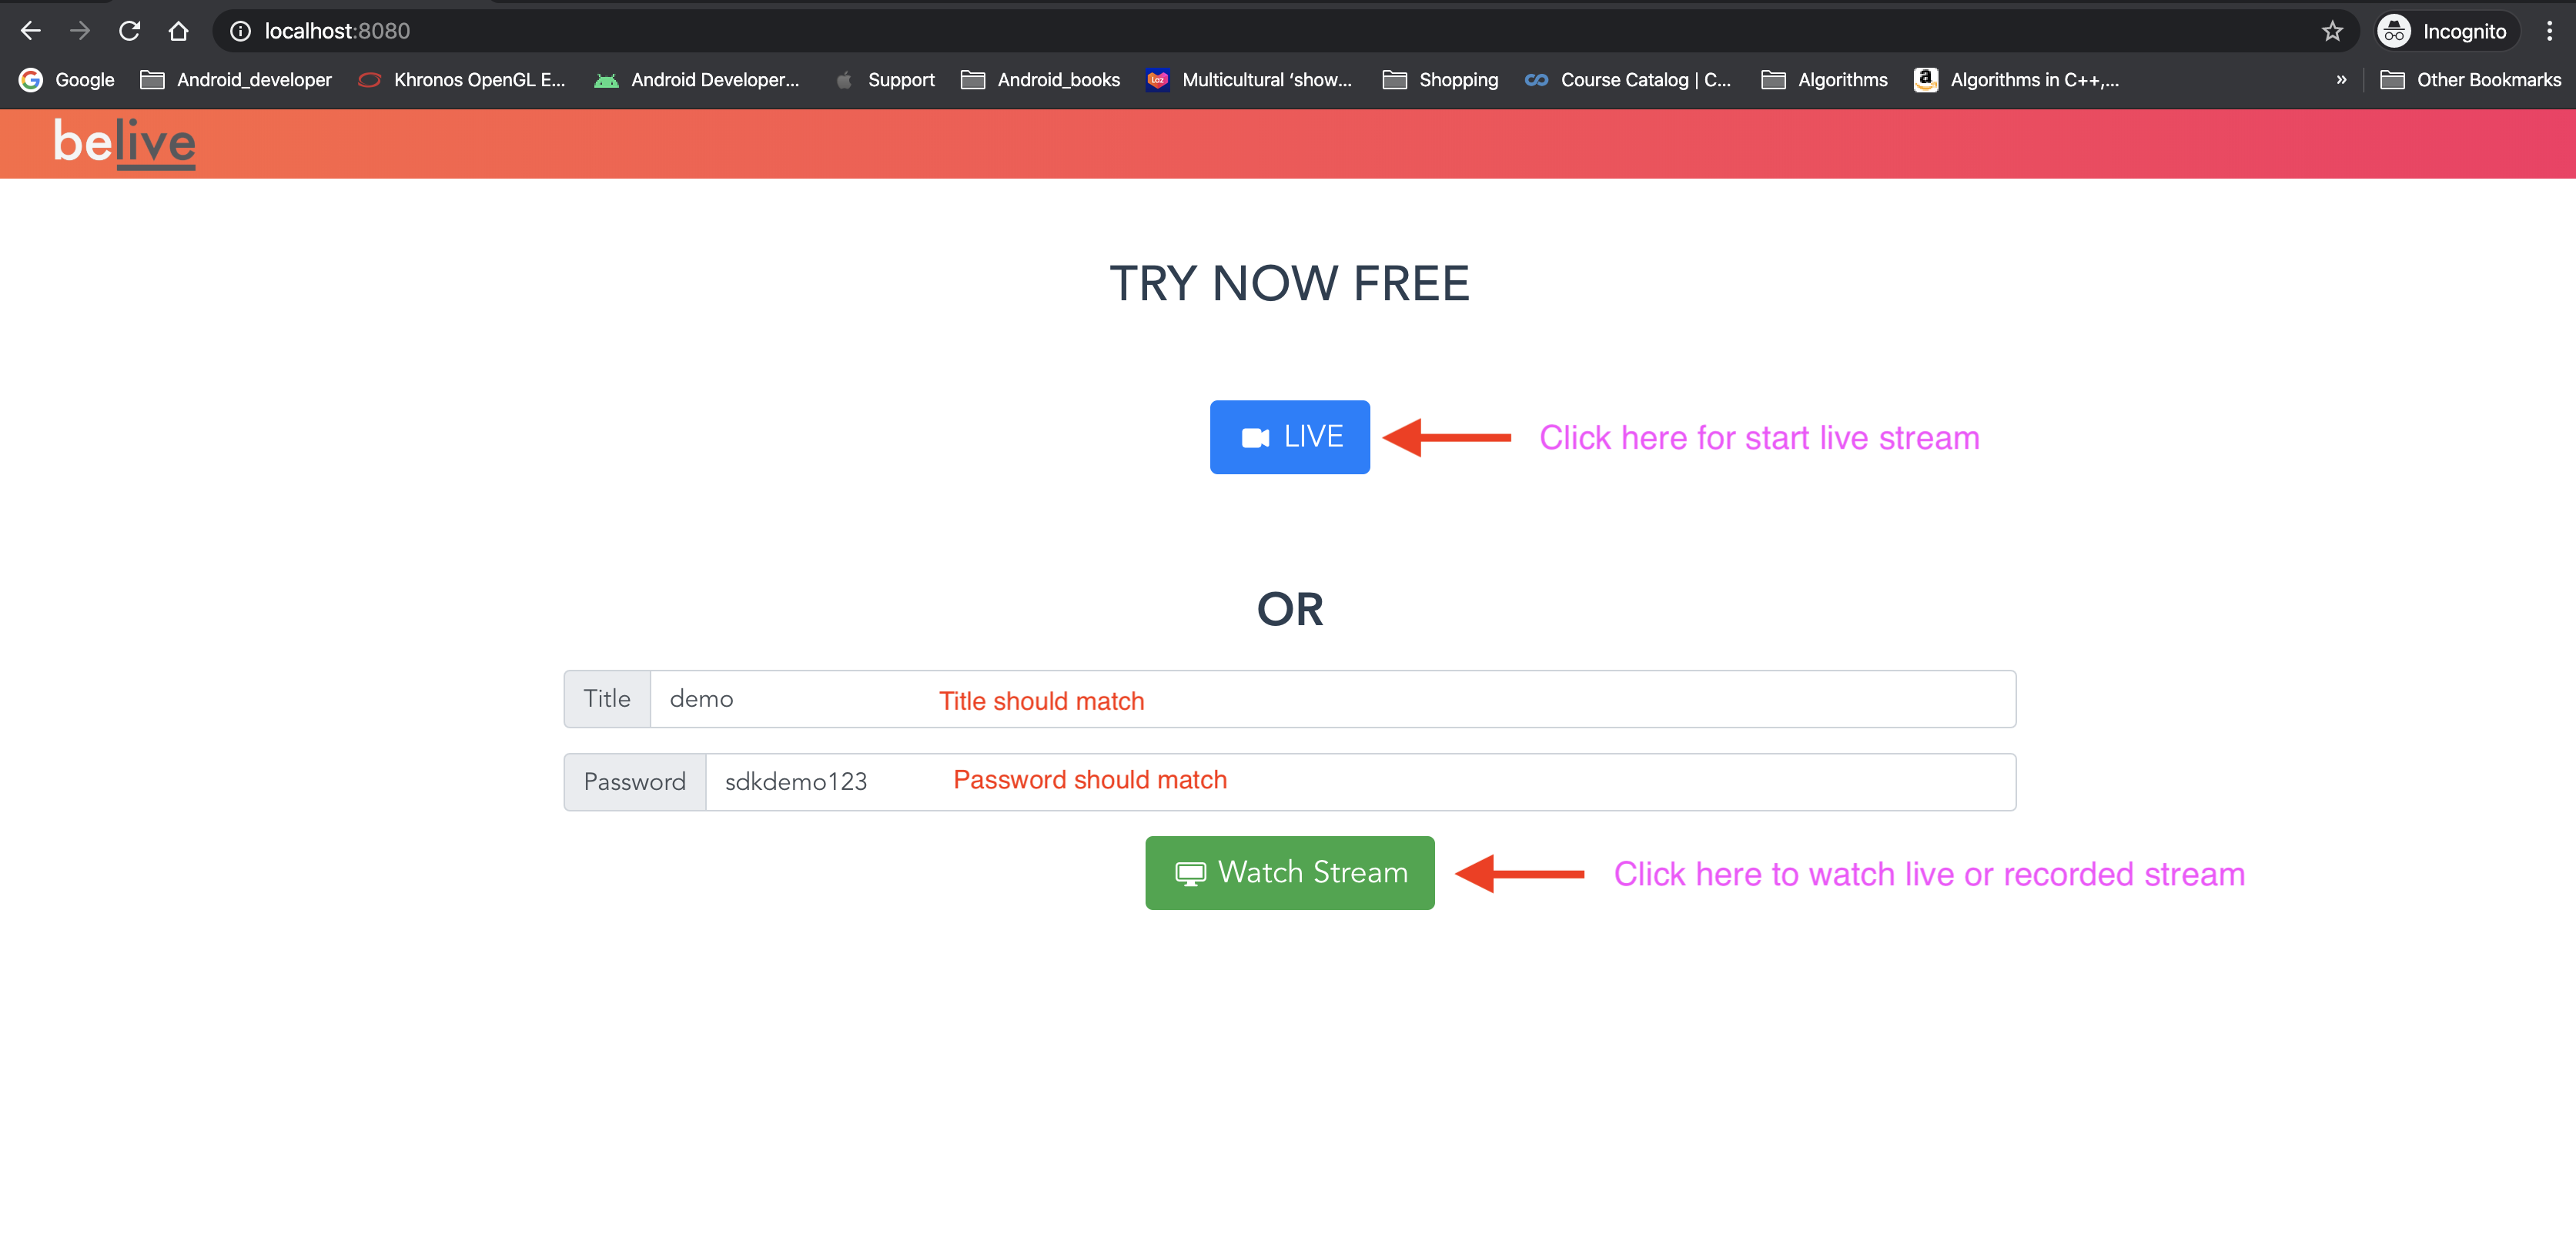 localhost:8080
Incognito
Google
Android_developer
Khronos OpenGL E...
Android Developer...
Support
Android_books
Multicultural ‘show...
Shopping
Course Catalog | C...
Algorithms
Algorithms in C++,...
»
Other Bookmarks
belive
TRY NOW FREE
LIVE
Click here for start live stream
OR
Title
demo
Title should match
Password
sdkdemo123
Password should match
Watch Stream
Click here to watch live or recorded stream